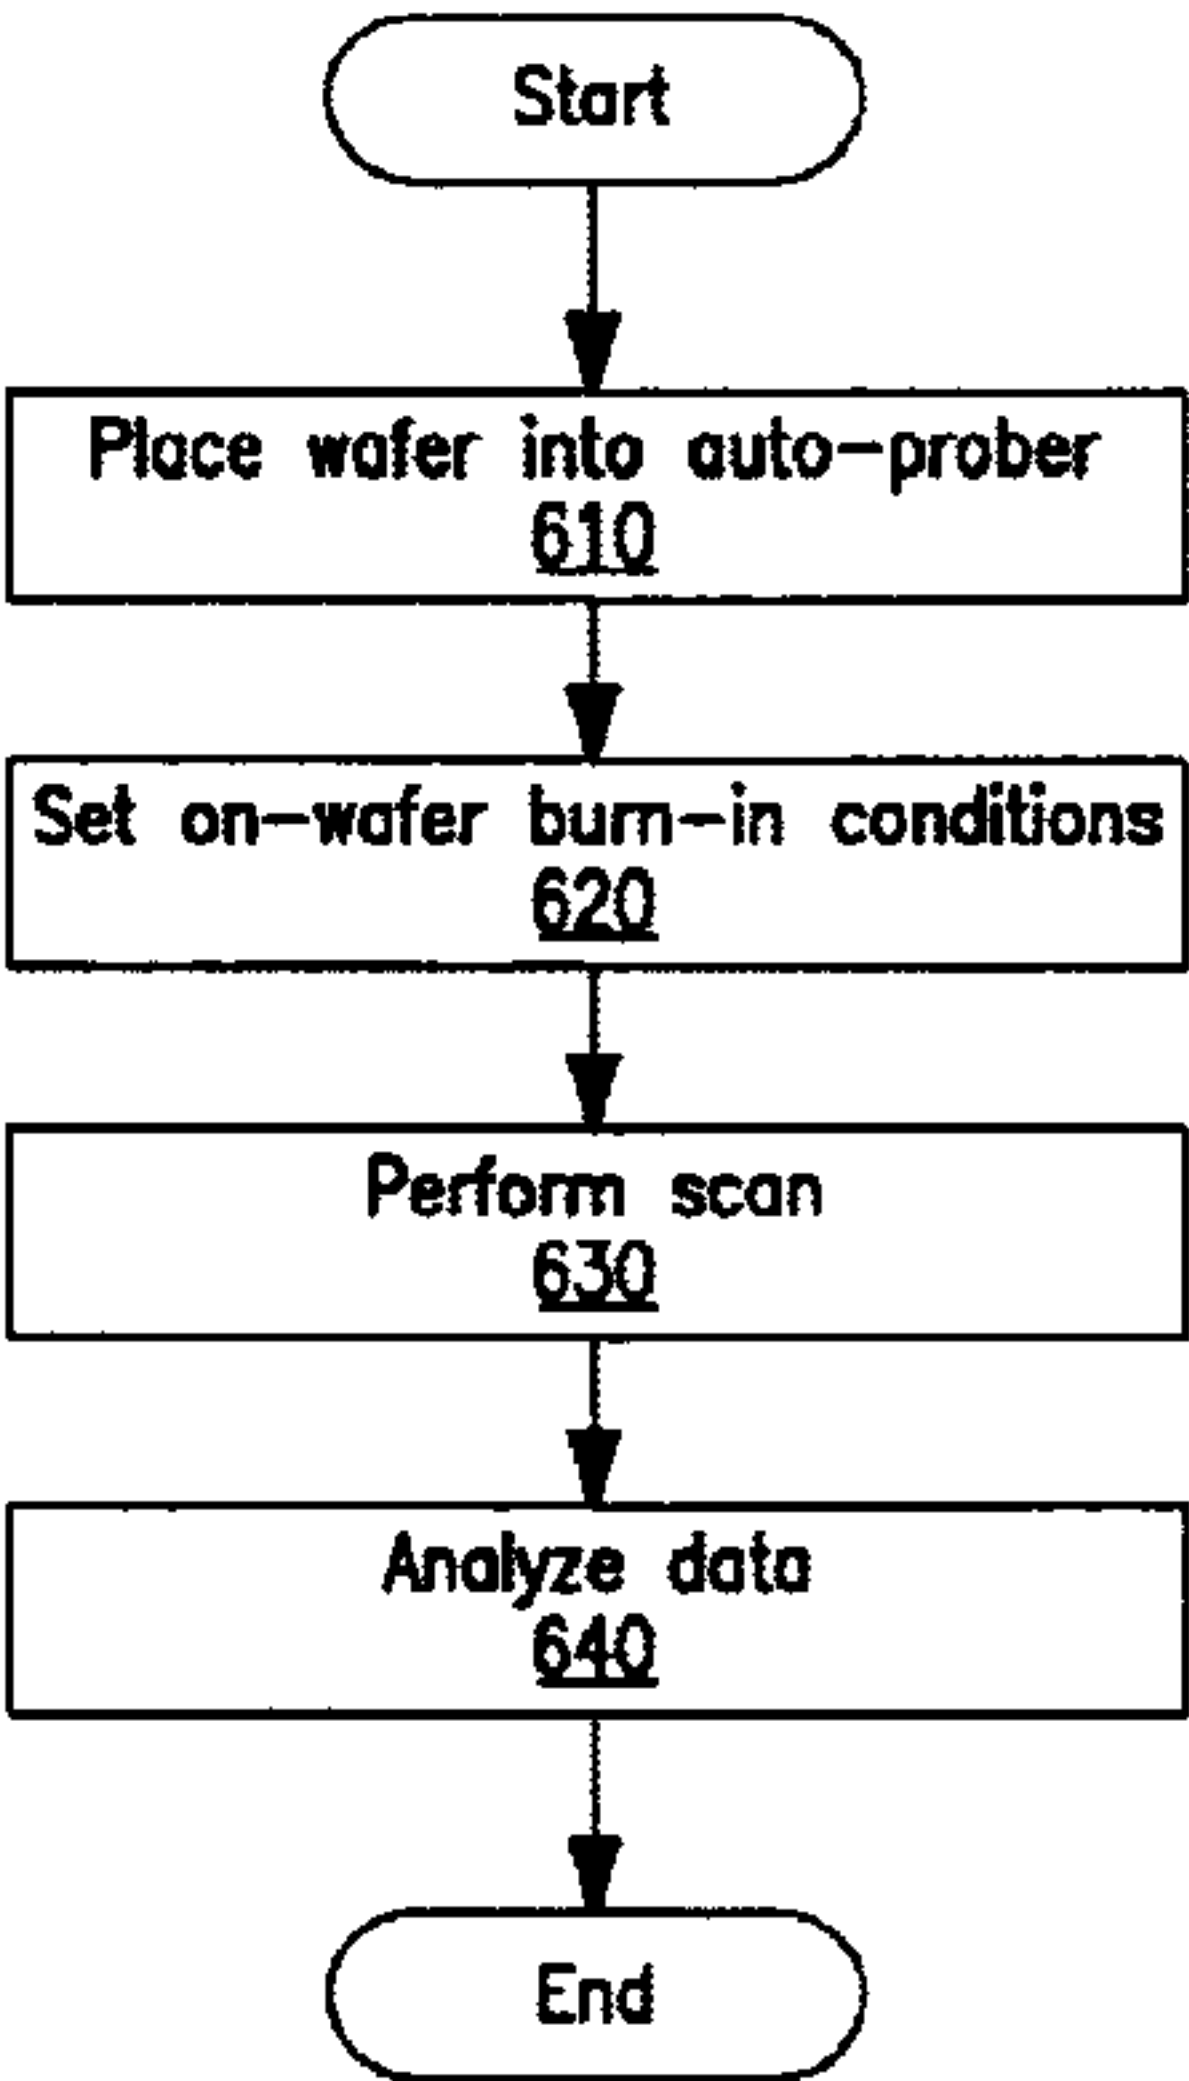 Start
Place wafer into auto-prober
610
Set on-wafer burn-in conditions
620
Perform scan
630
Analyze data
640
End